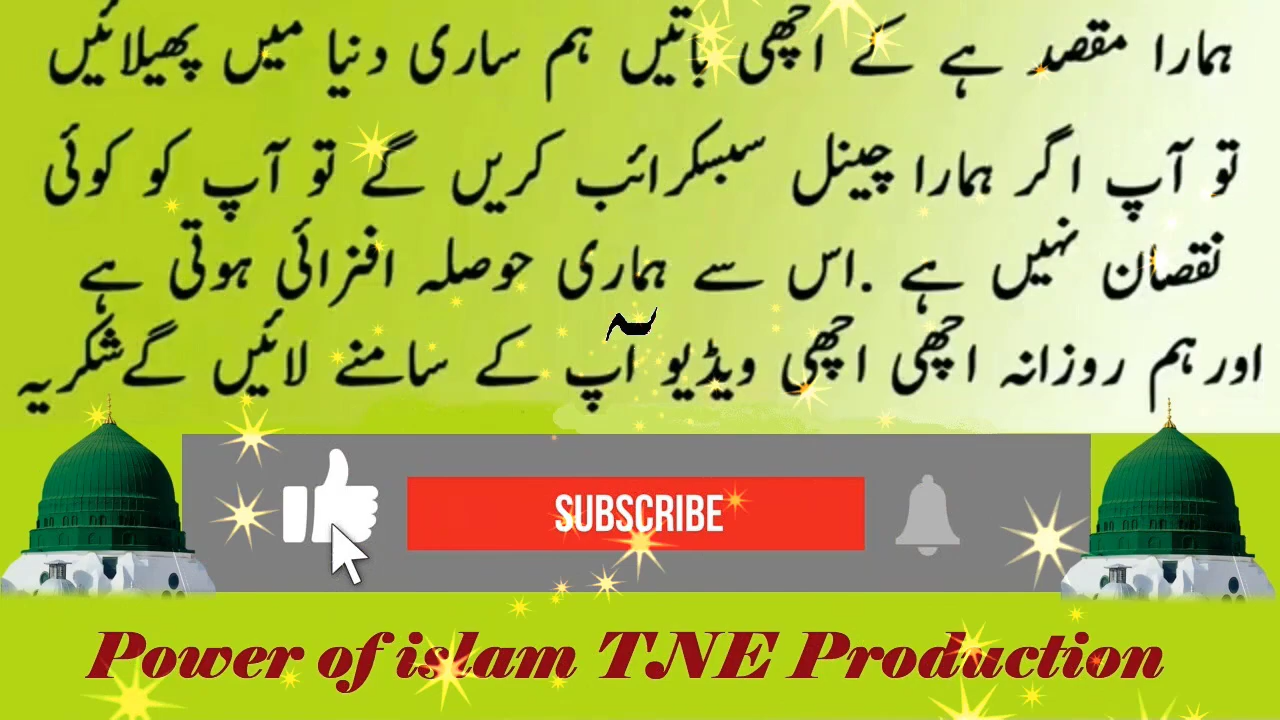 ہمارا مقصد ہے کے اچھی باتیں ہم ساری دنیا میں پھیلائیں
تو آپ اگر ہمارا چینل سبسکرائب کریں گے تو آپ کو کوئی
نقصان نہیں ہے .اس سے ہماری حوصلہ افزائی ہوتی ہے
اور ہم روزانہ اچھی اچھی ویڈیو آپ کے سامنے لائیں گے شکریہ
SUBSCRIBE
Power of islam TNE Production